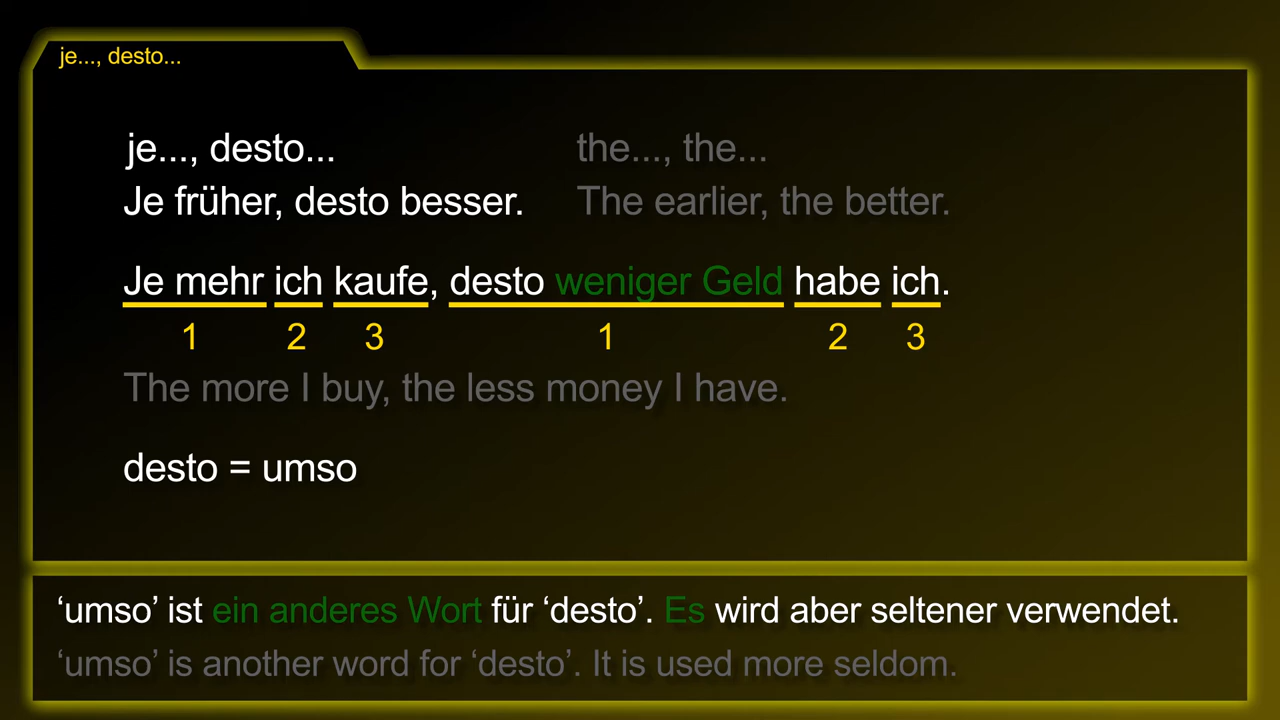 je..., desto...
je..., desto... the..., the...
Je früher, desto besser. The earlier, the better.
Je mehr ich kaufe, desto weniger Geld habe ich.
1 2 3 1 2 3
The more I buy, the less money I have.
desto = umso
‘umso’ ist ein anderes Wort für ‘desto’. Es wird aber seltener verwendet.
‘umso’ is another word for ‘desto’. It is used more seldom.